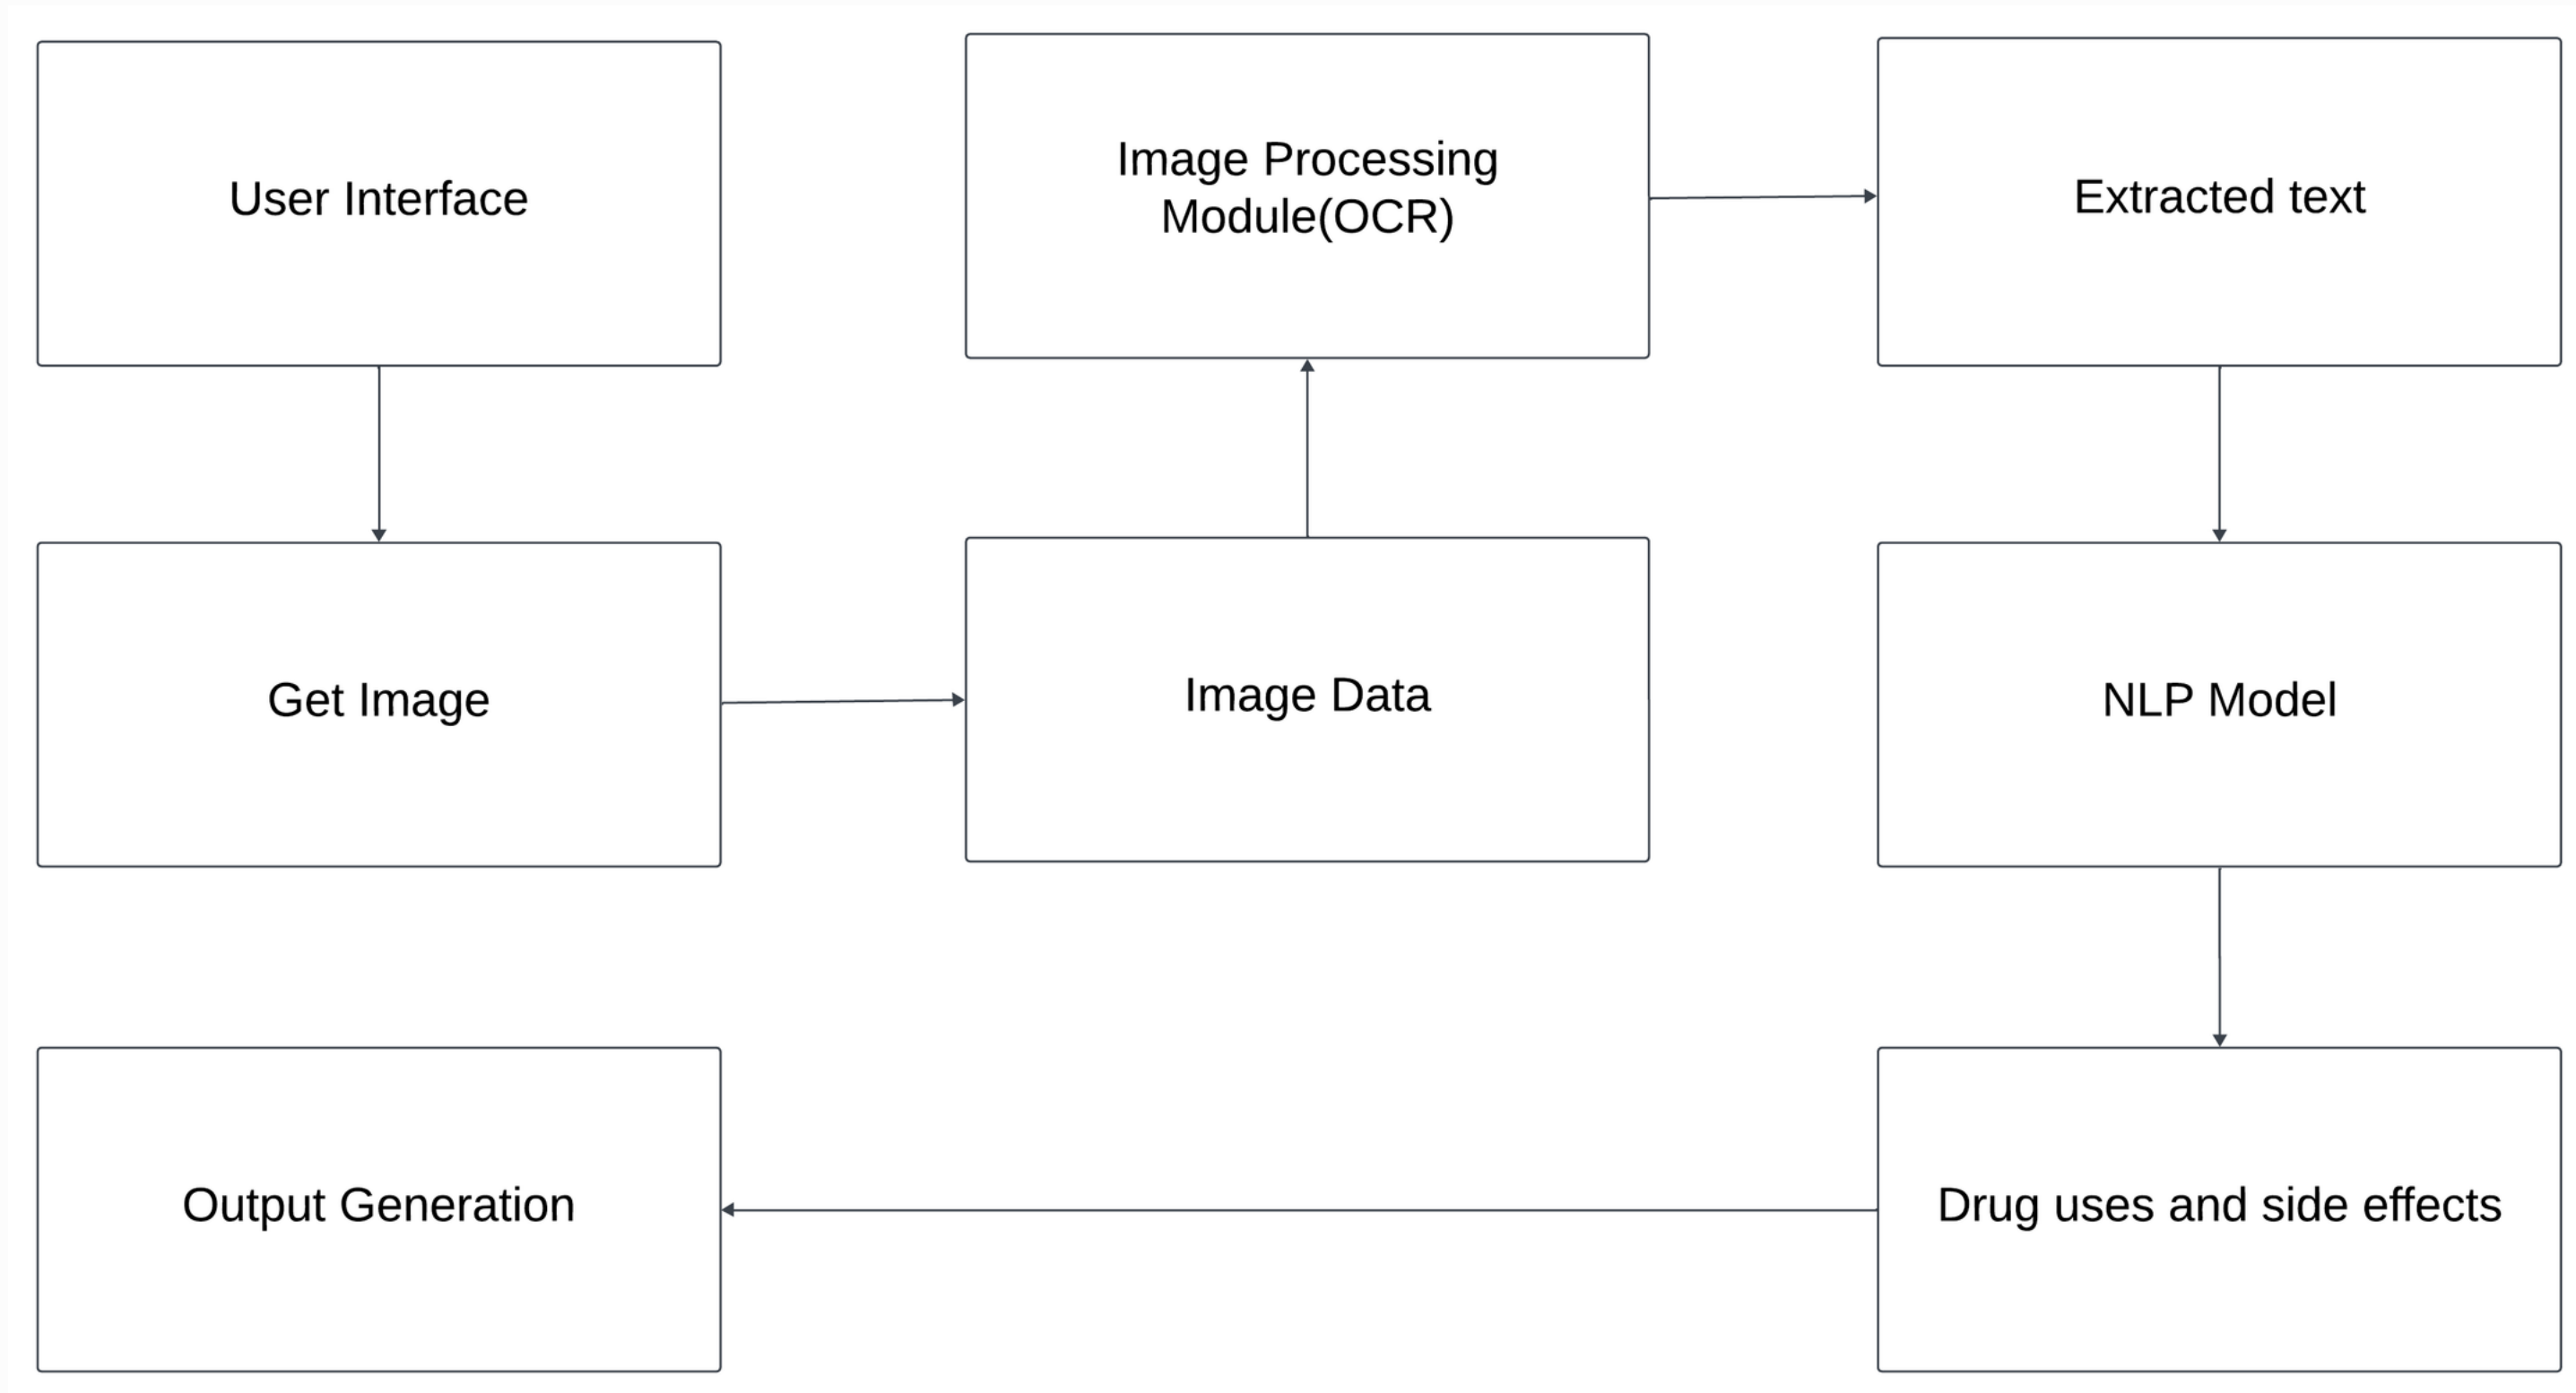 User Interface
Image Processing
Module(OCR)
Extracted text
Get Image
Image Data
NLP Model
Output Generation
Drug uses and side effects